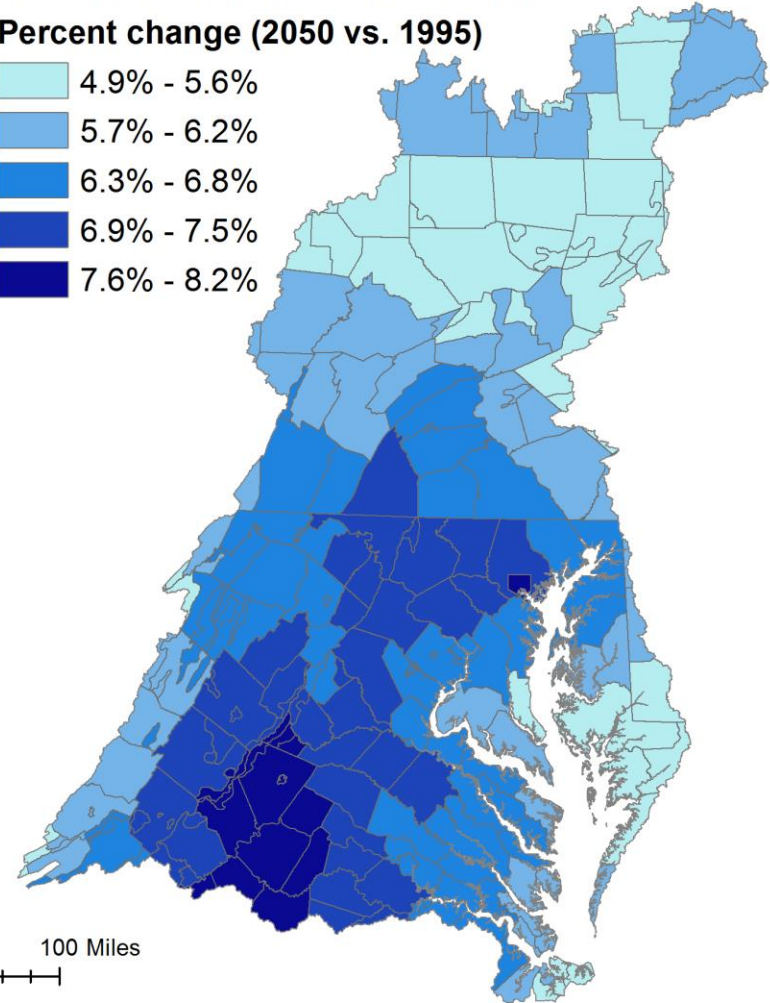 Percent change (2050 vs. 1995)
4.9% - 5.6%
5.7% - 6.2%
6.3% - 6.8%
6.9% - 7.5%
7.6% - 8.2%
100 Miles